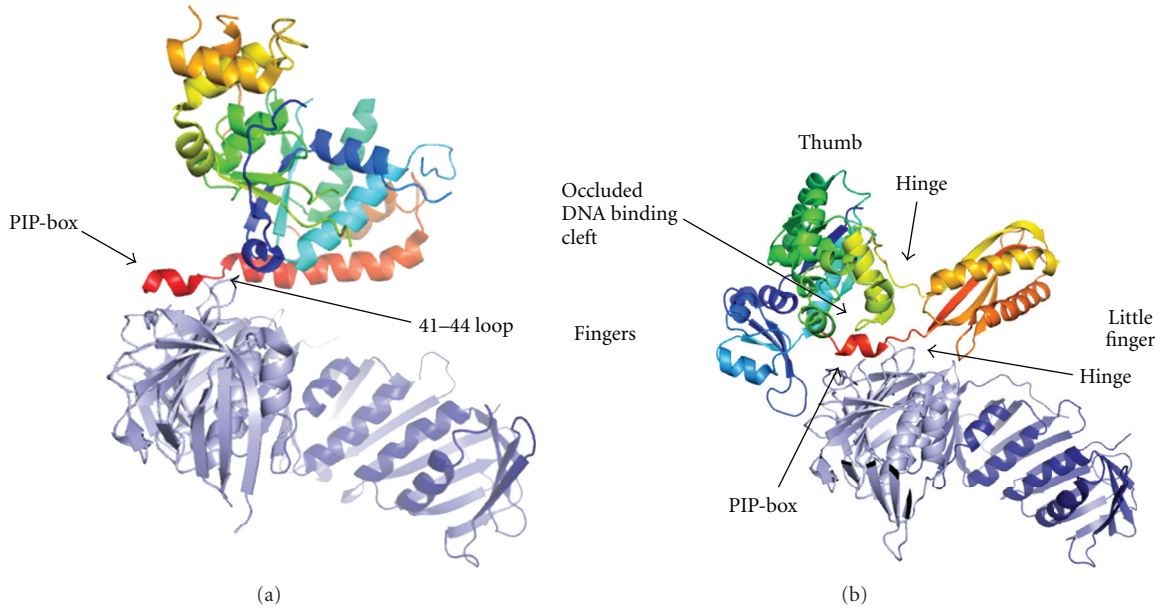 PIP-box
41–44 loop
(a)
Thumb
Hinge
Occluded
DNA binding
cleft
Fingers
Little
finger
Hinge
PIP-box
(b)